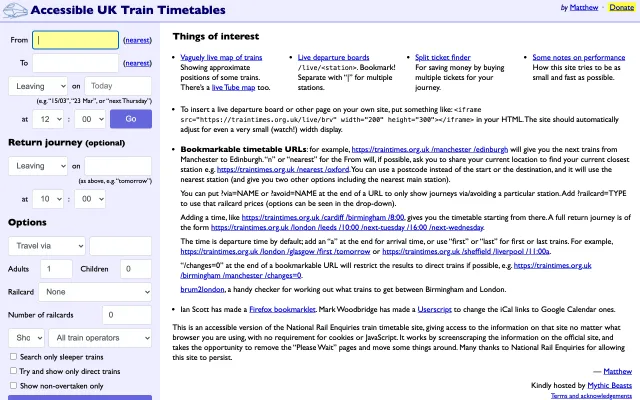 Accessible UK Train Timetables
by Matthew · Donate
From (nearest)
To (nearest)
Leaving on Today
(e.g. "15/03", "23 Mar", or "next Thursday")
at 12 : 00 Go
Return journey (optional)
Leaving on
(as above, e.g. "tomorrow")
at 10 : 00
Options
Travel via
Adults 1 Children 0
Railcard None
Number of railcards 0
Sho All train operators
Search only sleeper trains
Try and show only direct trains
Show non-overtaken only
Things of interest
• Vaguely live map of trains
Showing approximate
positions of some trains.
There's a live Tube map too.
• Live departure boards
/live/<station>. Bookmark!
Separate with "|" for multiple
stations.
• Split ticket finder
For saving money by buying
multiple tickets for your
journey.
• Some notes on performance
How this site tries to be as
small and fast as possible.
• To insert a live departure board or other page on your own site, put something like: <iframe
src="https://traintimes.org.uk/live/brv" width="200" height="300"></iframe> in your HTML. The site should automatically
adjust for even a very small (watch!) width display.
• Bookmarkable timetable URLs: for example, https://traintimes.org.uk/manchester/edinburgh will give you the next trains from
Manchester to Edinburgh. "n" or "nearest" for the From will, if possible, ask you to share your current location to find your current closest
station e.g. https://traintimes.org.uk/nearest/oxford. You can use a postcode instead of the start or the destination, and it will use the
nearest station (and give you two other options including the nearest main station).
You can put ?via=NAME or ?avoid=NAME at the end of a URL to only show journeys via/avoiding a particular station. Add ?railcard=TYPE
to use that railcard prices (options can be seen in the drop-down).
Adding a time, like https://traintimes.org.uk/cardiff/birmingham/8:00, gives you the timetable starting from there. A full return journey is of
the form https://traintimes.org.uk/london/leeds/10:00/next-tuesday/16:00/next-wednesday.
The time is departure time by default; add an "a" at the end for arrival time, or use "first" or "last" for first or last trains. For example,
https://traintimes.org.uk/london/glasgow/first/tomorrow or https://traintimes.org.uk/sheffield/liverpool/11:00a.
"/changes=0" at the end of a bookmarkable URL will restrict the results to direct trains if possible, e.g. https://traintimes.org.uk
/birmingham/manchester/changes=0.
brum2london, a handy checker for working out what trains to get between Birmingham and London.
• Ian Scott has made a Firefox bookmarklet. Mark Woodbridge has made a Userscript to change the iCal links to Google Calendar ones.
This is an accessible version of the National Rail Enquiries train timetable site, giving access to the information on that site no matter what
browser you are using, with no requirement for cookies or JavaScript. It works by screenscraping the information on the official site, and
takes the opportunity to remove the "Please Wait" pages and move some things around. Many thanks to National Rail Enquiries for allowing
this site to persist.
— Matthew
Kindly hosted by Mythic Beasts
Terms and acknowledgements